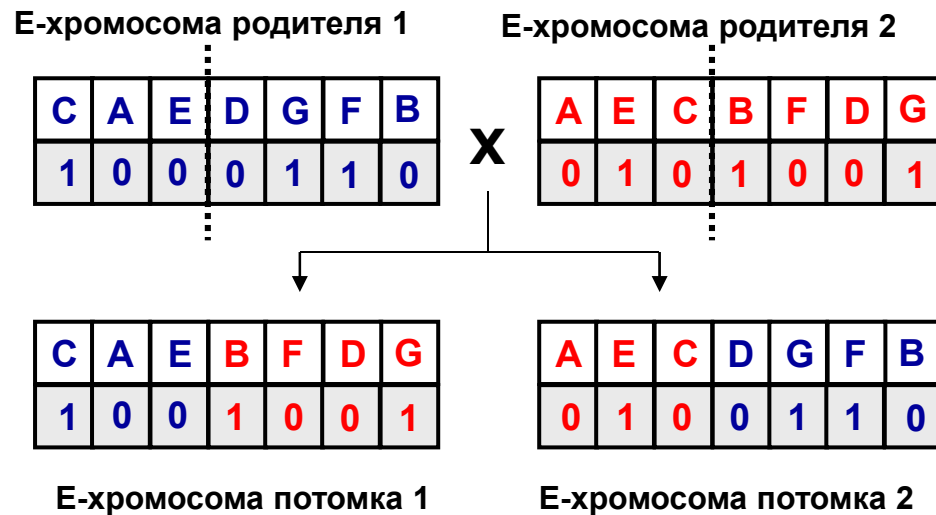 Е-хромосома родителя 1
Е-хромосома родителя 2
C A E D G F B
1 0 0 0 1 1 0
X
A E C B F D G
0 1 0 1 0 0 1
C A E B F D G
1 0 0 1 0 0 1
A E C D G F B
0 1 0 0 1 1 0
Е-хромосома потомка 1
Е-хромосома потомка 2